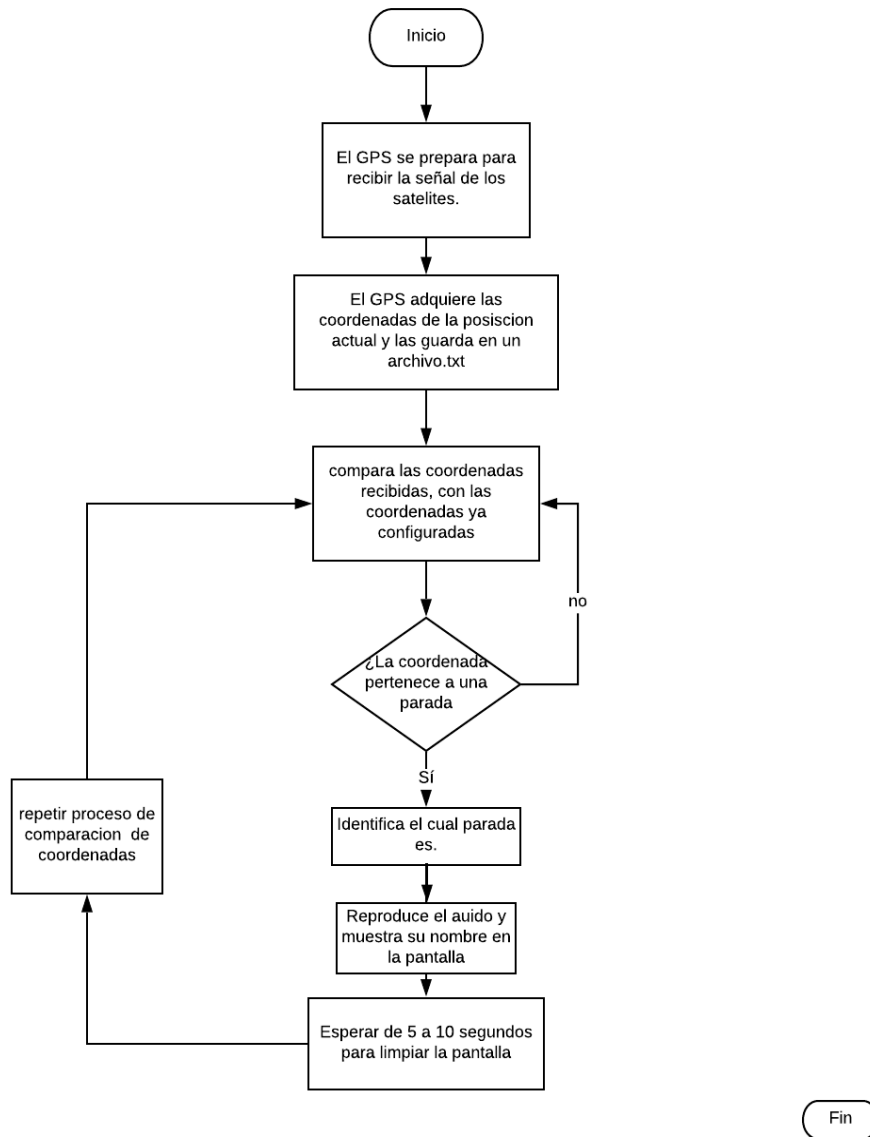 Inicio
El GPS se prepara para
recibir la señal de los
satelites.
El GPS adquiere las
coordenadas de la posiscion
actual y las guarda en un
archivo.txt
compara las coordenadas
recibidas, con las
coordenadas ya
configuradas
no
¿La coordenada
pertenece a una
parada
Sí
Identifica el cual parada
es.
repetir proceso de
comparacion de
coordenadas
Reproduce el auido y
muestra su nombre en
la pantalla
Esperar de 5 a 10 segundos
para limpiar la pantalla
Fin